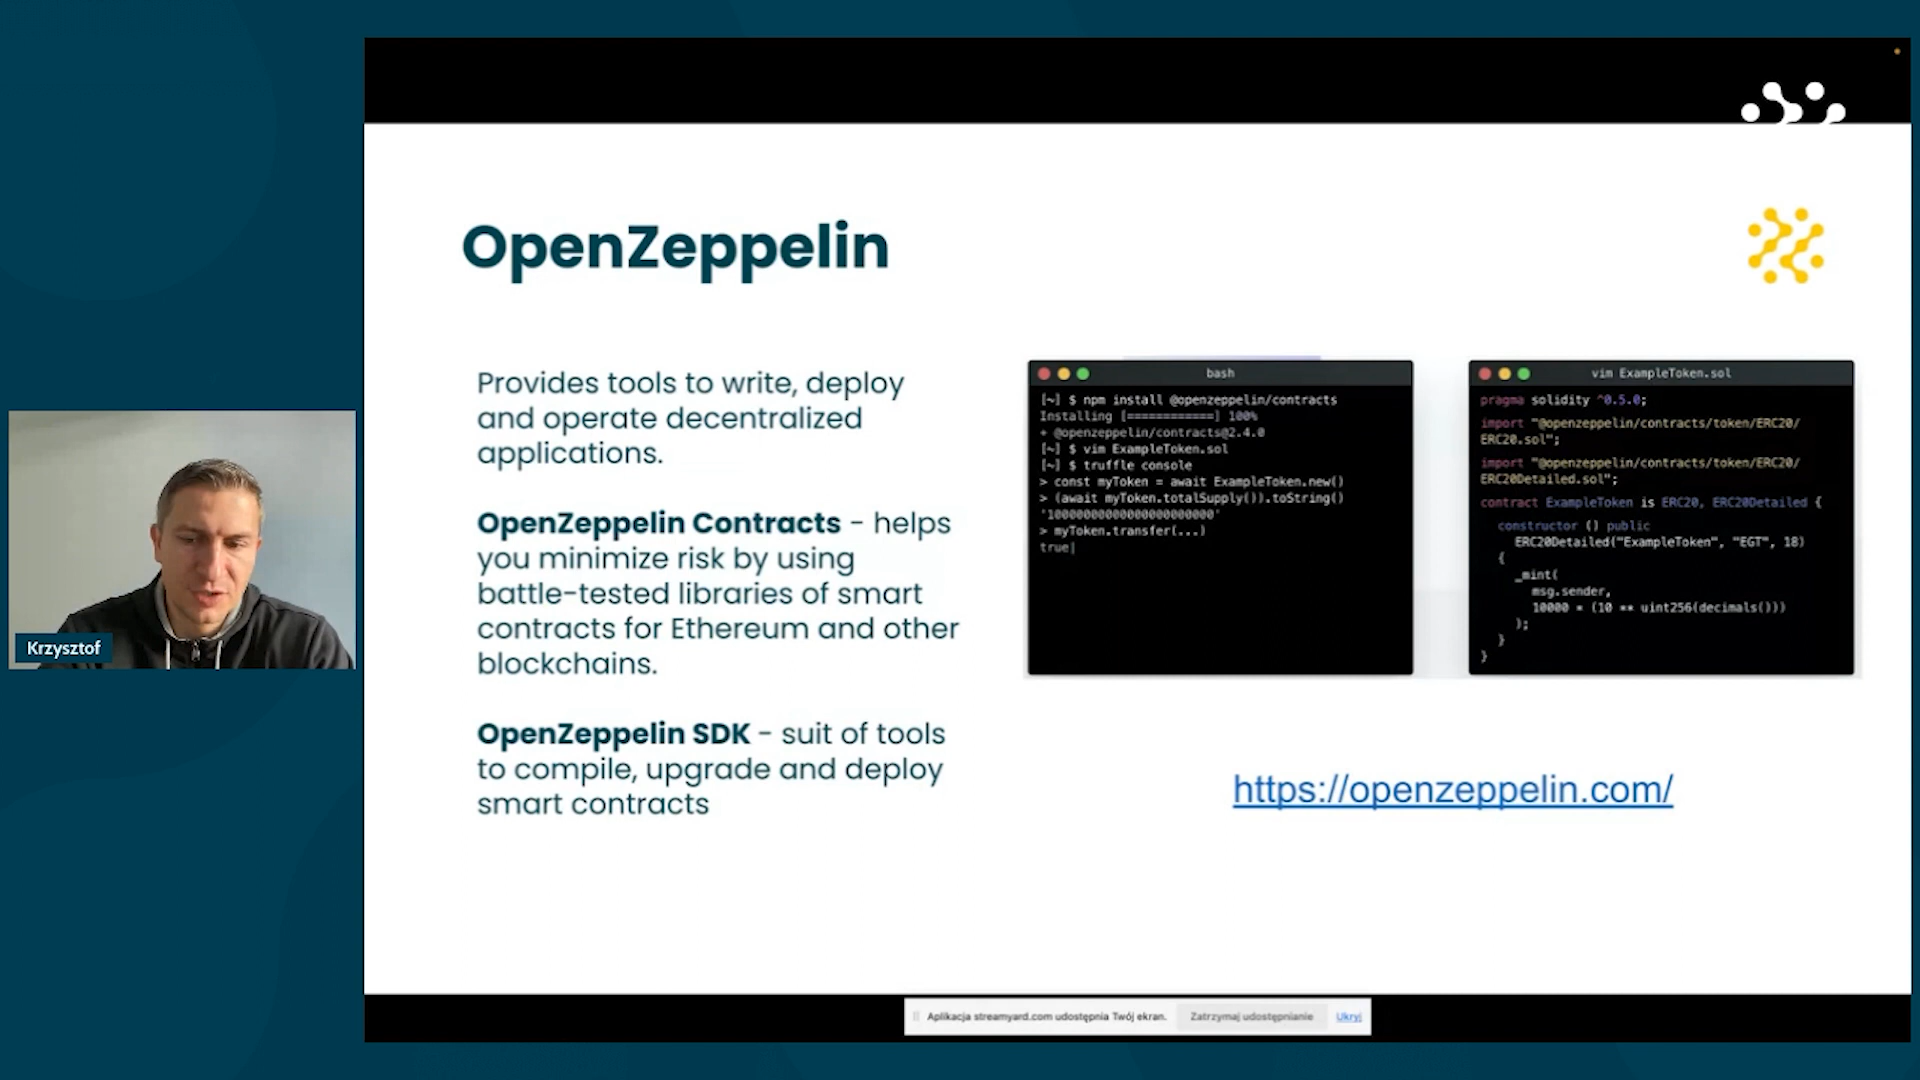 OpenZeppelin
Provides tools to write, deploy
and operate decentralized
applications.
OpenZeppelin Contracts - helps
you minimize risk by using
battle-tested libraries of smart
contracts for Ethereum and other
blockchains.
OpenZeppelin SDK - suit of tools
to compile, upgrade and deploy
smart contracts
bash
[~] $ npm install @openzeppelin/contracts
Installing [============] 100%
+ @openzeppelin/contracts@2.4.0
[~] $ vim ExampleToken.sol
[~] $ truffle console
> const myToken = await ExampleToken.new()
> (await myToken.totalSupply()).toString()
> myToken.transfer(...)
true|
vim ExampleToken.sol
pragma solidity ^0.5.0;
import "@openzeppelin/contracts/token/ERC20/
ERC20.sol";
import "@openzeppelin/contracts/token/ERC20/
ERC20Detailed.sol";
contract ExampleToken is ERC20, ERC20Detailed {
constructor () public
ERC20Detailed("ExampleToken", "EGT", 18)
{
_mint(
msg.sender,
10000 * (10 ** uint256(decimals()))
);
}
}
https://openzeppelin.com/
Krzysztof
Aplikacja streamyard.com udostępnia Twój ekran.
Zatrzymaj udostępnianie
Ukryj